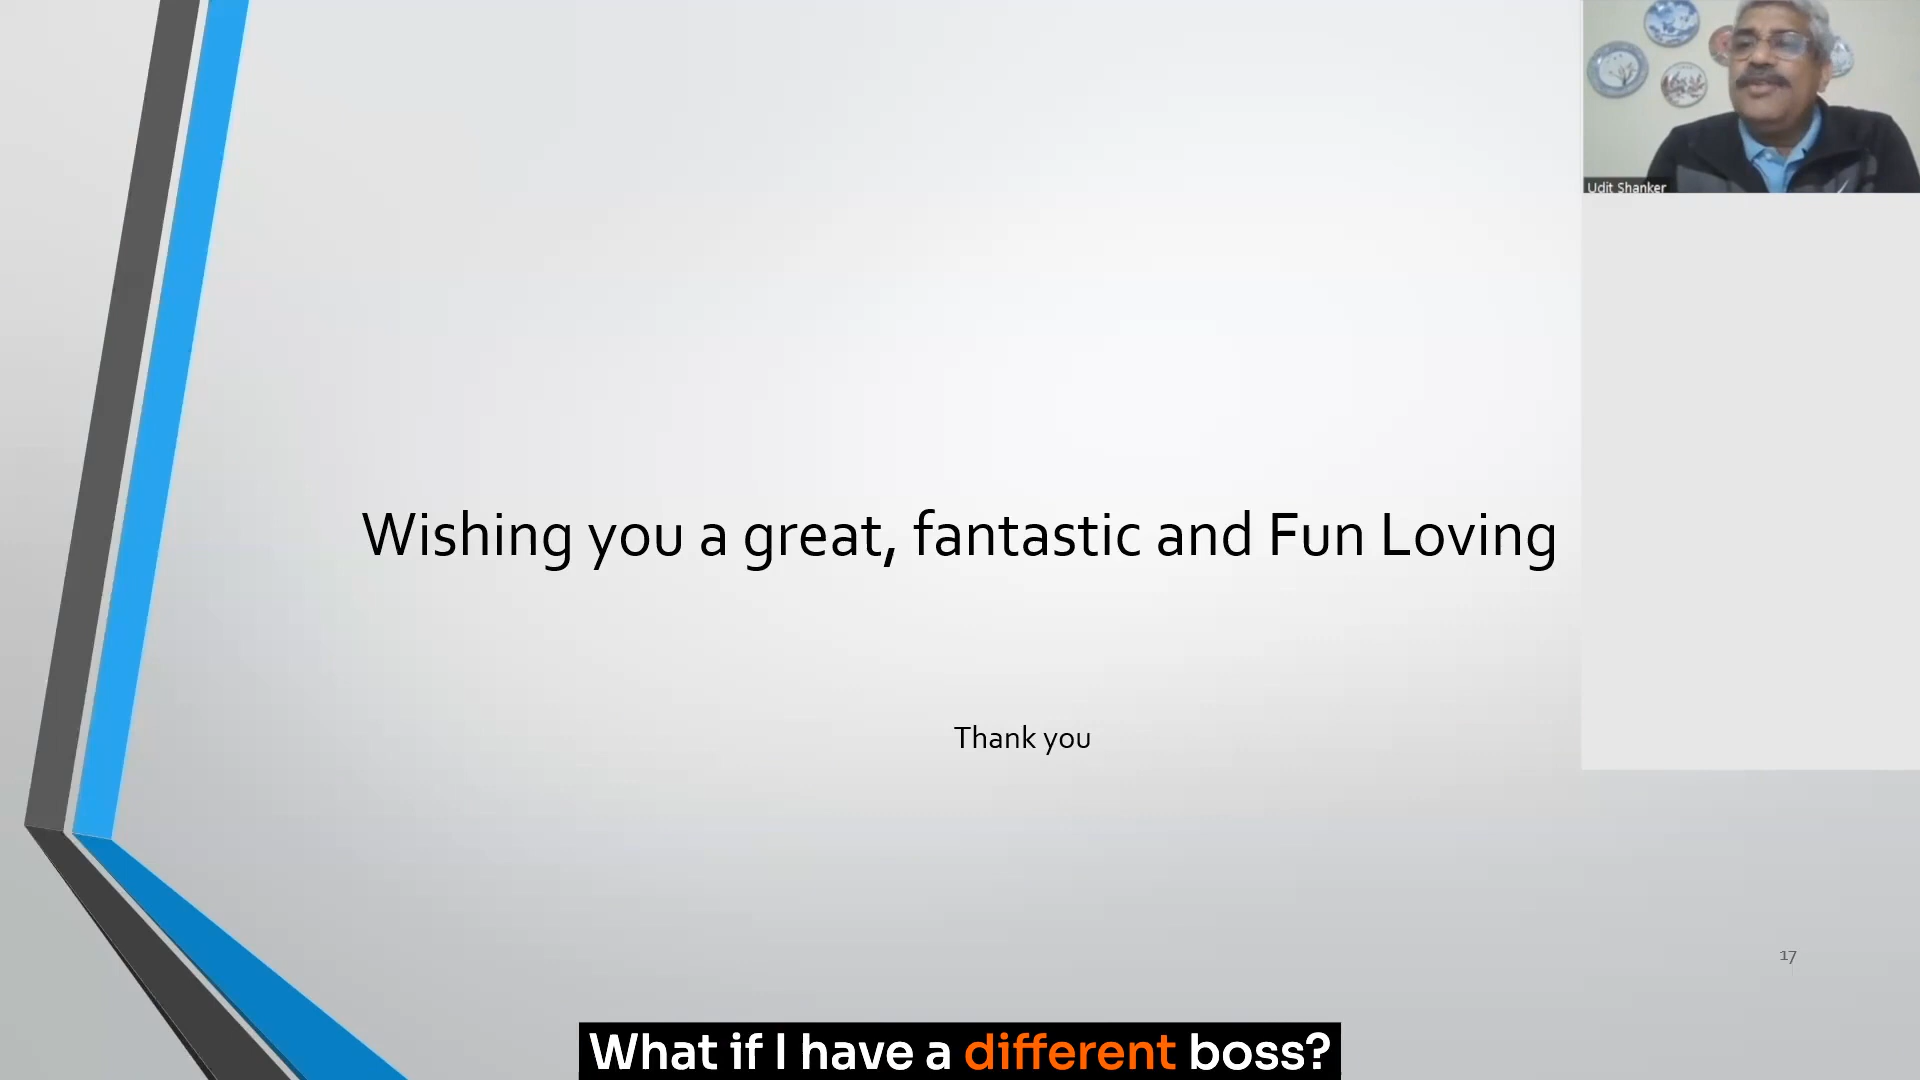 Udit Shanker
Wishing you a great, fantastic and Fun Loving
Thank you
17
What if I have a different boss?